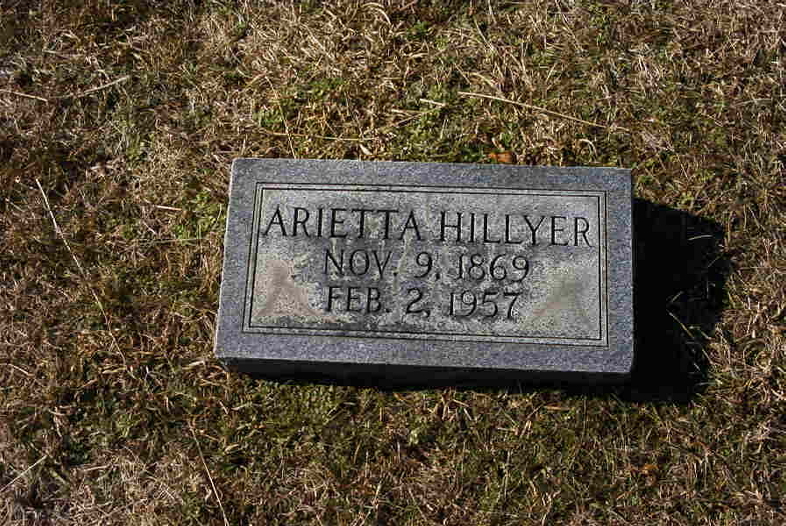 ARIETTA HILLYER
NOV. 9, 1869
FEB. 2, 1957